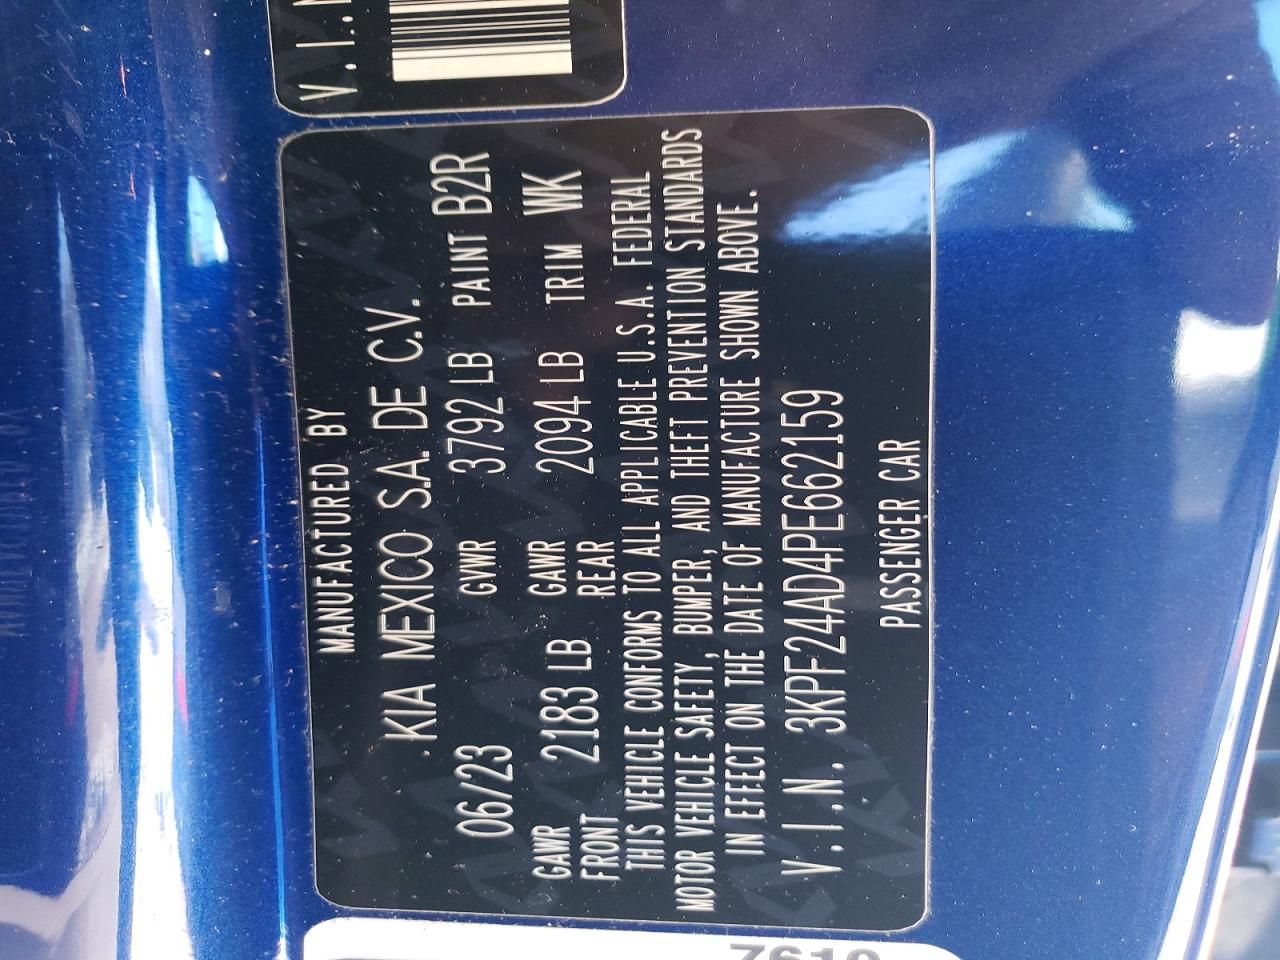 V.I.N
MANUFACTURED BY
KIA MEXICO S.A. DE C.V.
06/23 GVWR 3792 LB PAINT B2R
GAWR FRONT 2183 LB GAWR REAR 2094 LB TRIM WK
THIS VEHICLE CONFORMS TO ALL APPLICABLE U.S.A. FEDERAL
MOTOR VEHICLE SAFETY, BUMPER, AND THEFT PREVENTION STANDARDS
IN EFFECT ON THE DATE OF MANUFACTURE SHOWN ABOVE.
V.I.N. 3KPF24AD4PE662159
PASSENGER CAR